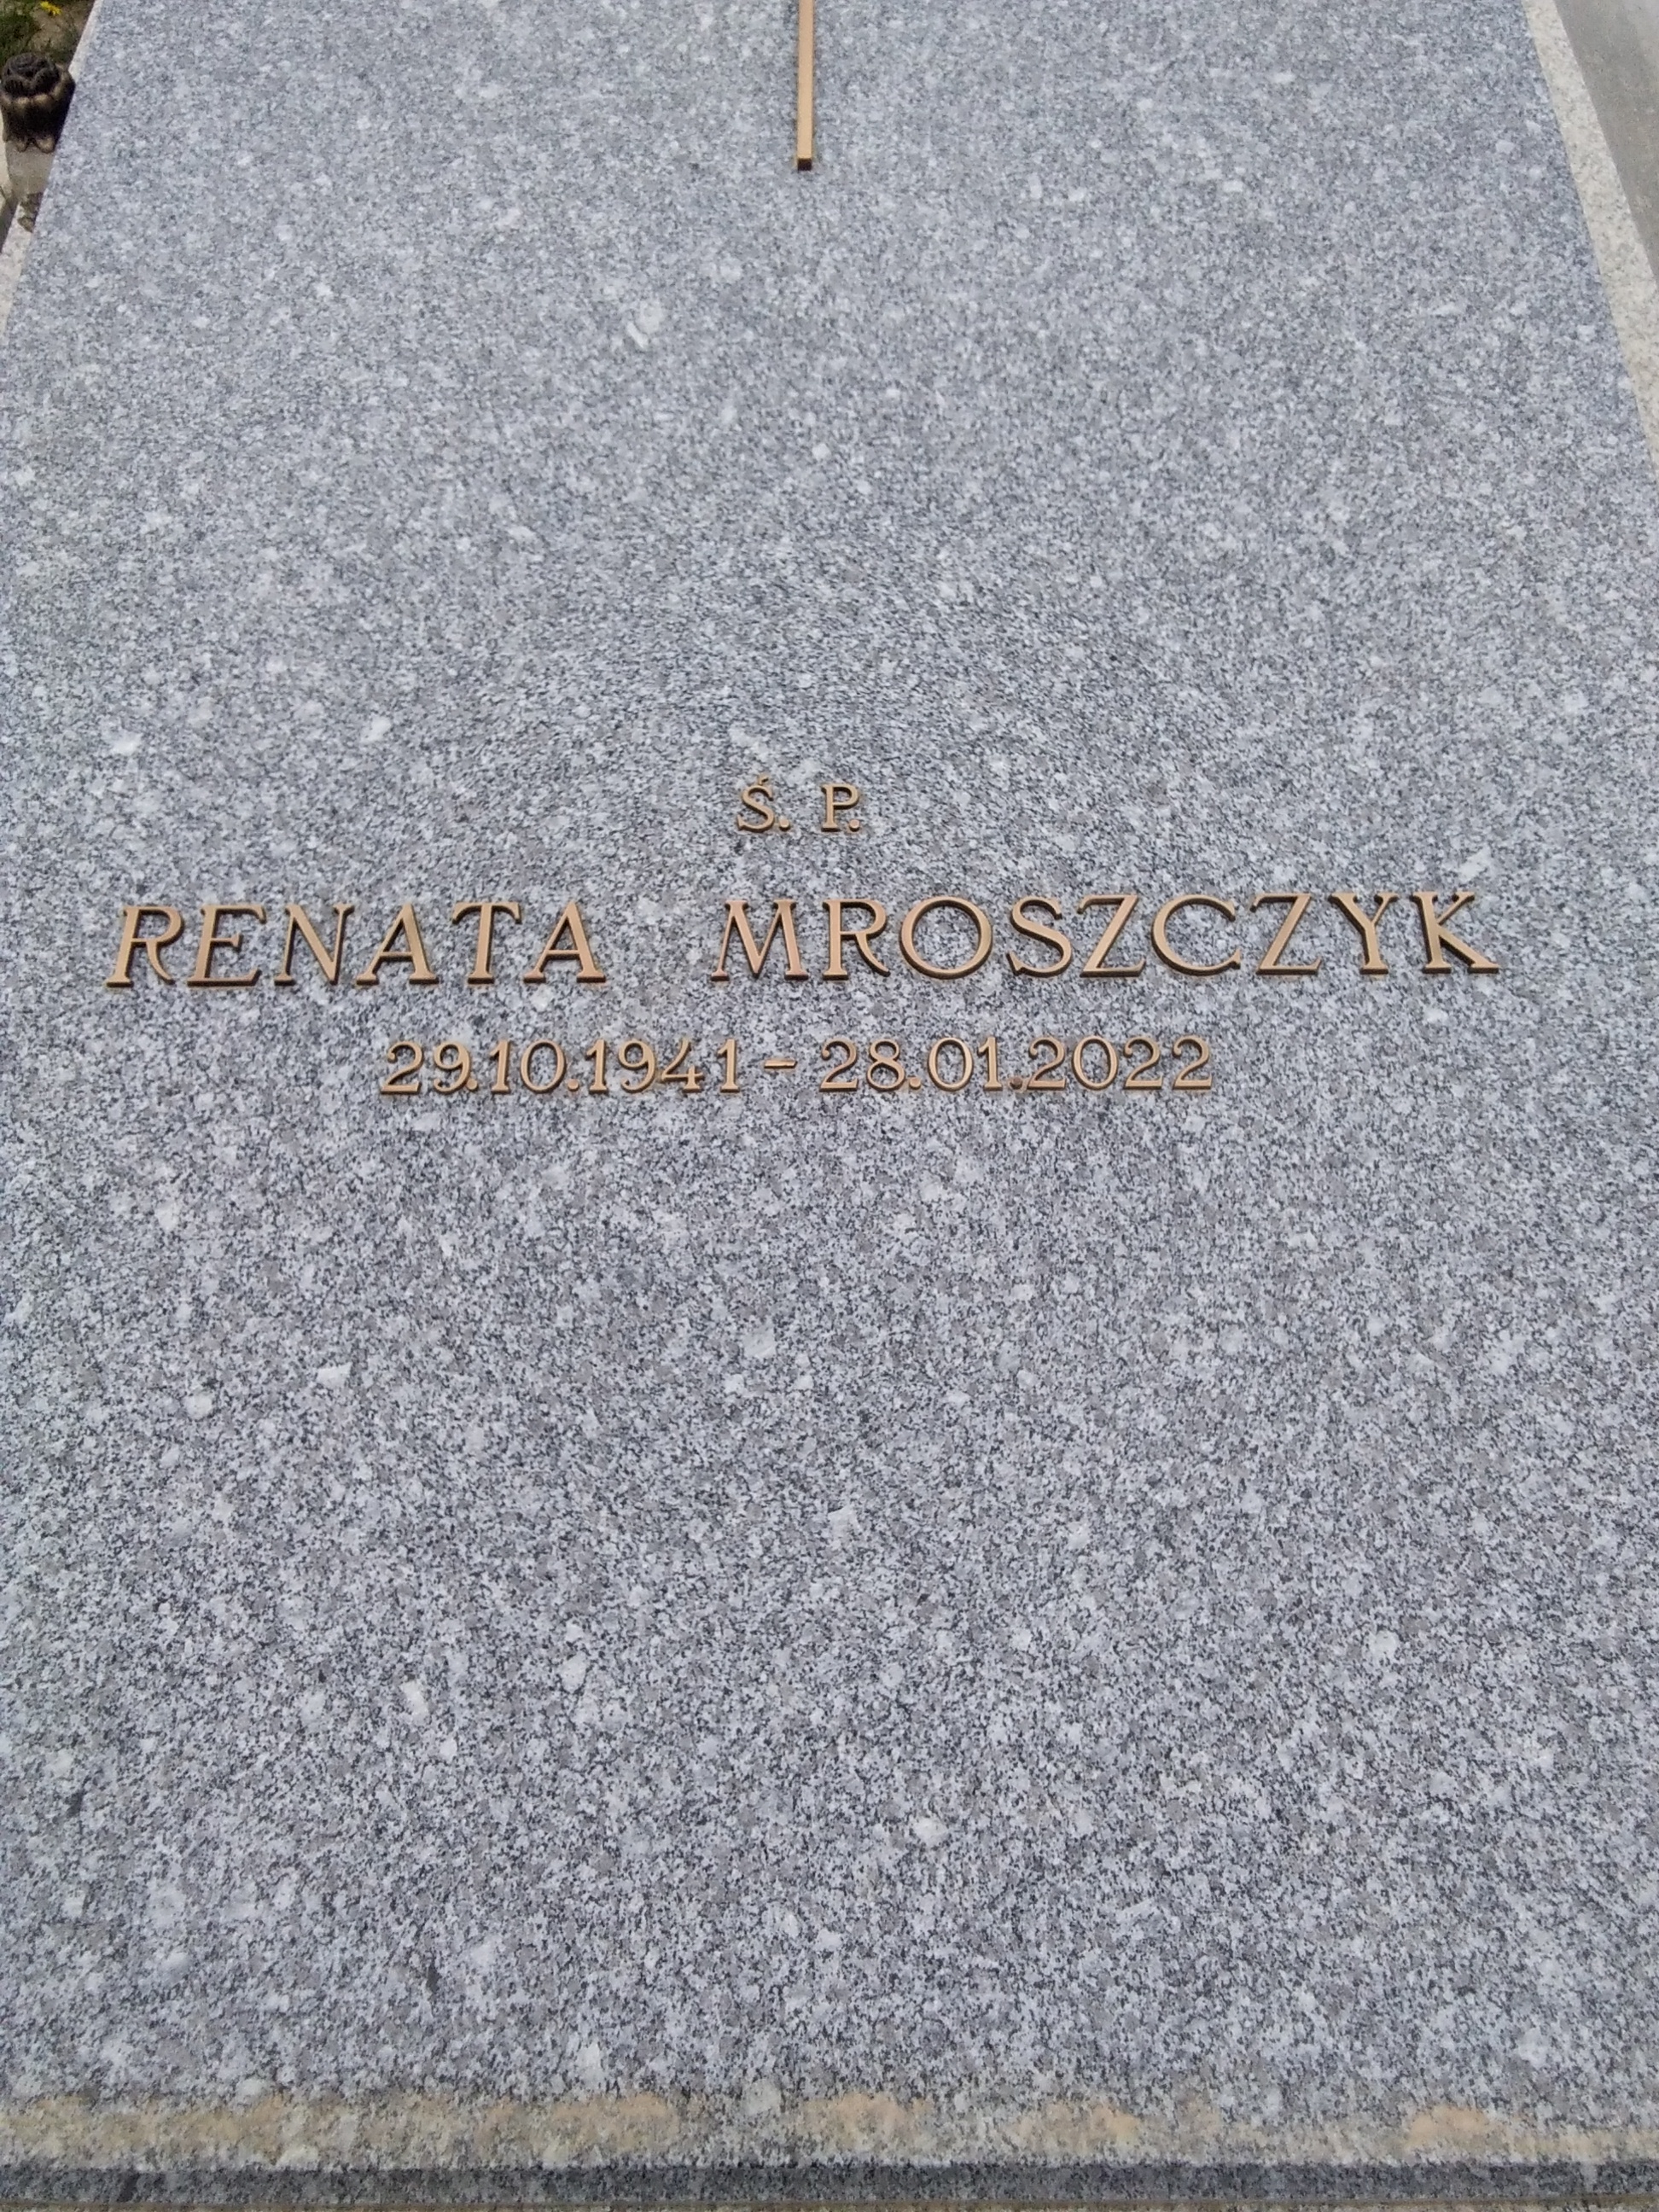 Ś. P.
RENATA MROSZCZYK
29.10.1941 - 28.01.2022